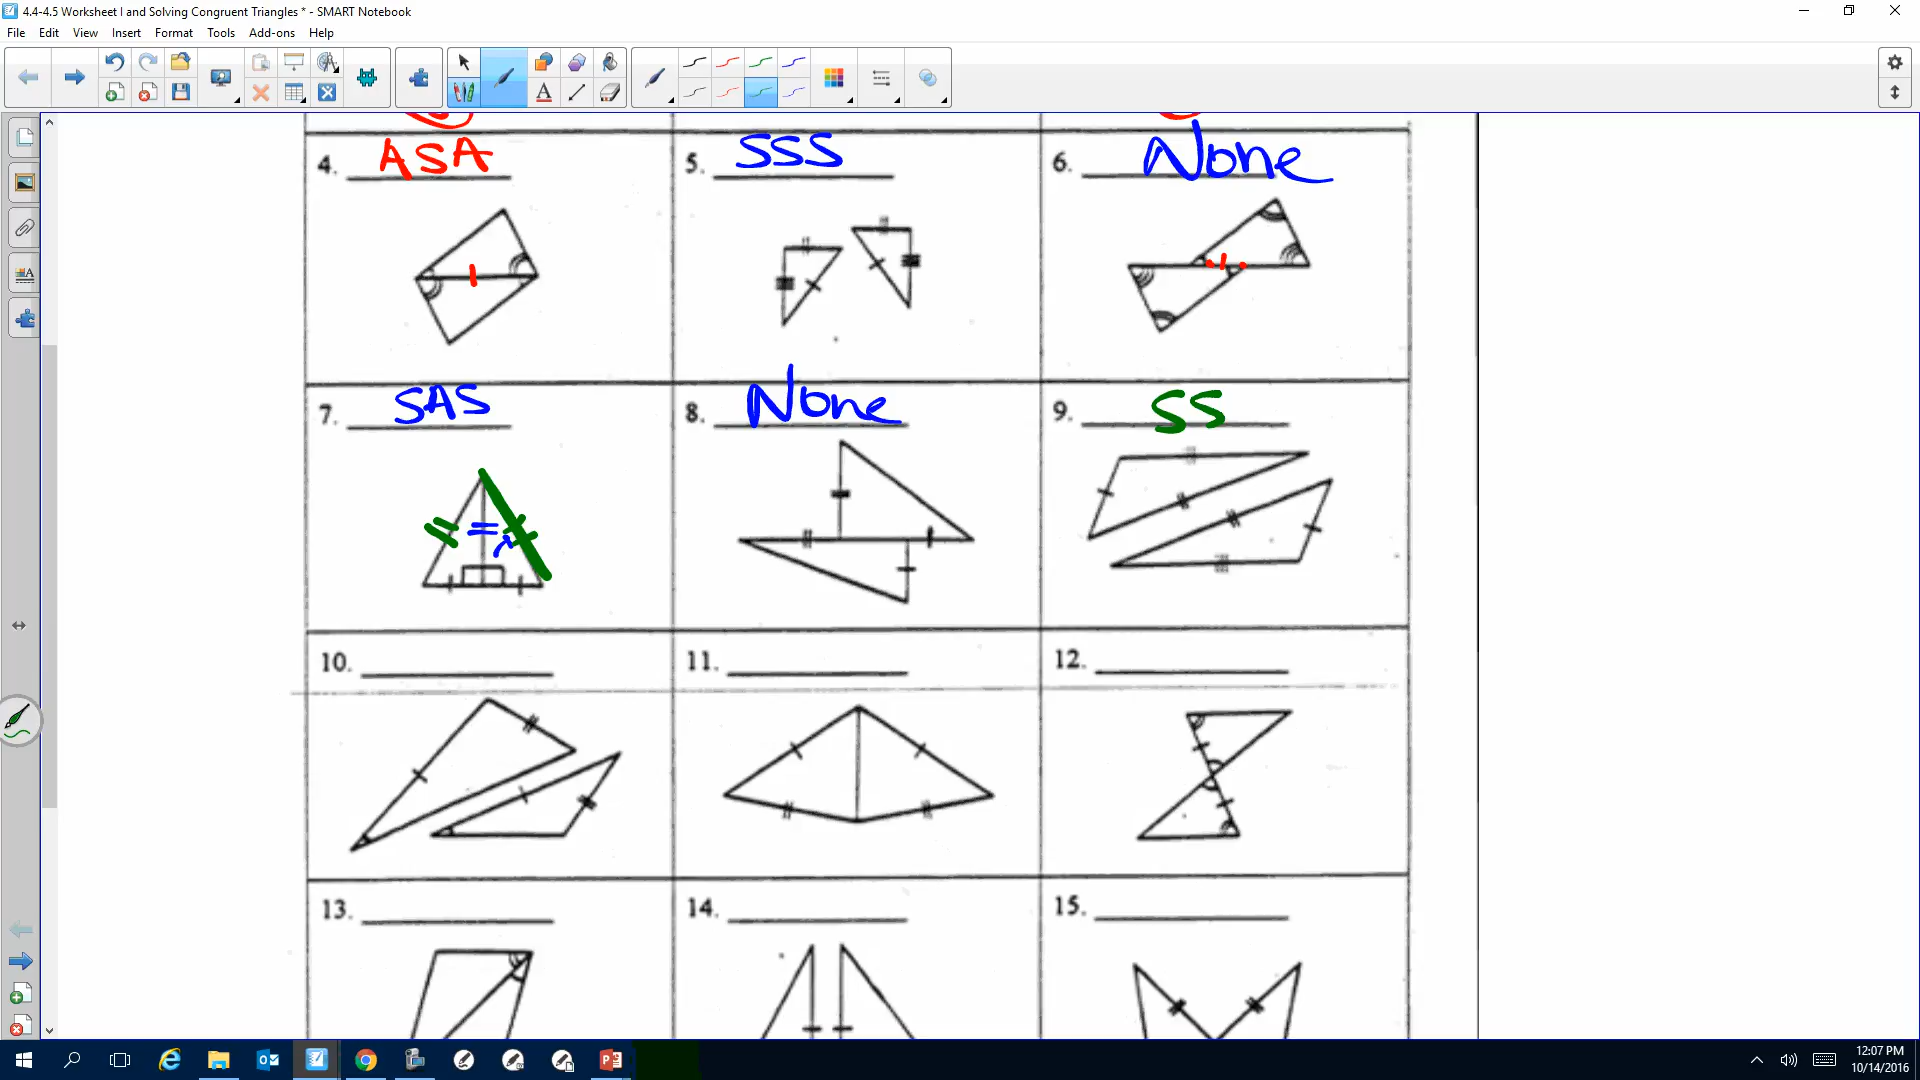 4.4-4.5 Worksheet I and Solving Congruent Triangles * - SMART Notebook
File Edit View Insert Format Tools Add-ons Help
4. ASA
5. SSS
6. None
7. SAS
8. None
9. SS
10.
11.
12.
13.
14.
15.
12:07 PM
10/14/2016